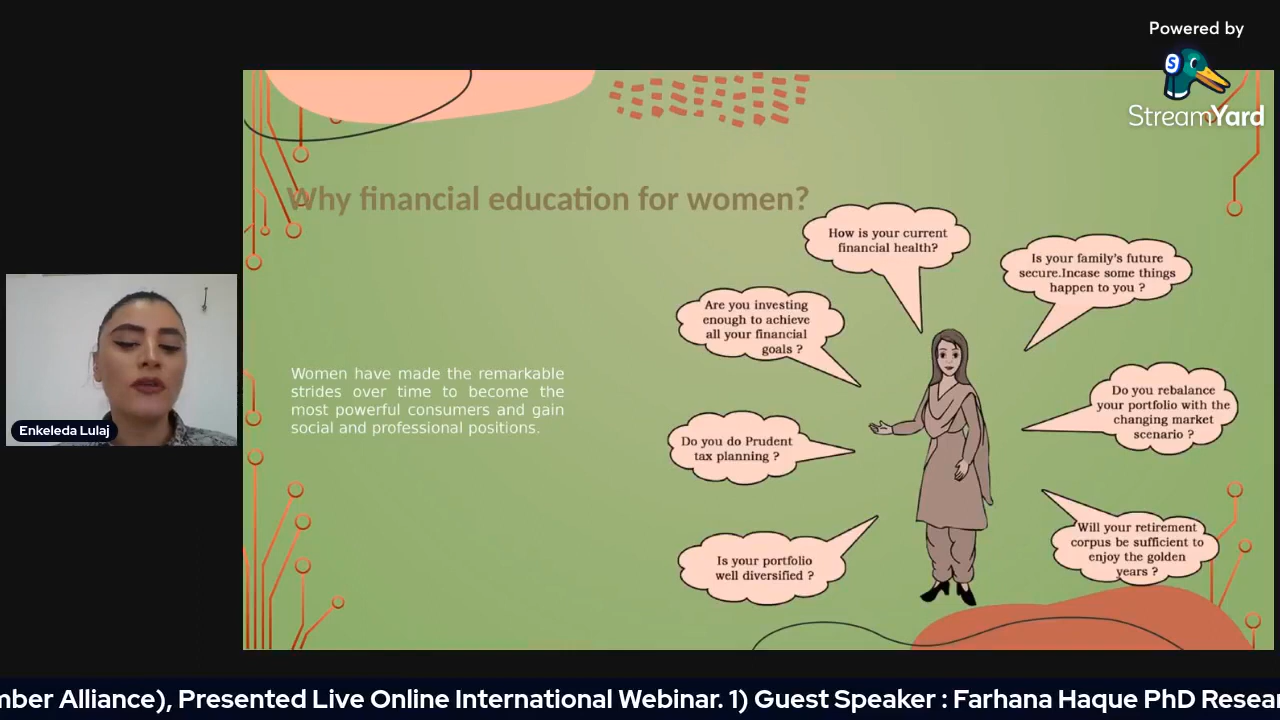 Powered by
S
StreamYard
Why financial education for women?
How is your current
financial health?
Is your family's future
secure.Incase some things
happen to you ?
Are you investing
enough to achieve
all your financial
goals ?
Women have made the remarkable
strides over time to become the
most powerful consumers and gain
social and professional positions.
Do you rebalance
your portfolio with the
changing market
scenario ?
Do you do Prudent
tax planning ?
Will your retirement
corpus be sufficient to
enjoy the golden
years ?
Is your portfolio
well diversified ?
Enkeleda Lulaj
mber Alliance), Presented Live Online International Webinar. 1) Guest Speaker : Farhana Haque PhD Resea